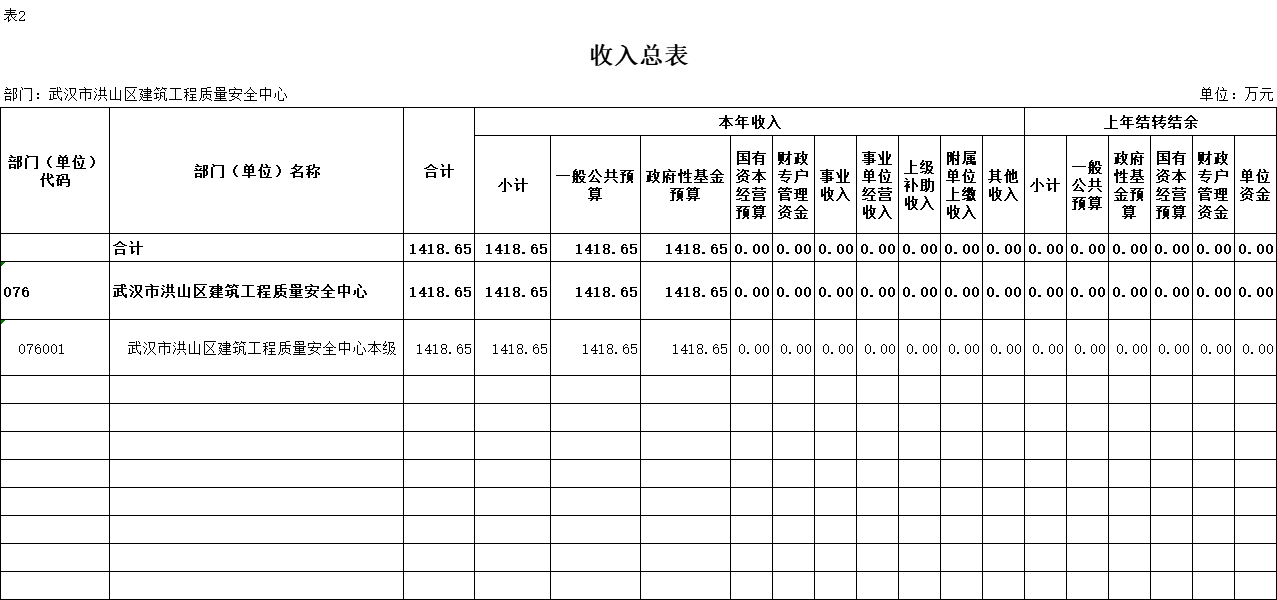 表2
收入总表
部门：武汉市洪山区建筑工程质量安全中心 单位：万元
部门（单位）代码 部门（单位）名称 合计 本年收入 上年结转结余
小计 一般公共预算 政府性基金预算 国有资本经营预算 财政专户管理资金 事业收入 事业单位经营收入 上级补助收入 附属单位上缴收入 其他收入 小计 一般公共预算 政府性基金预算 国有资本经营预算 财政专户管理资金 单位资金
合计 1418.65 1418.65 1418.65 1418.65 0.00 0.00 0.00 0.00 0.00 0.00 0.00 0.00 0.00 0.00 0.00 0.00 0.00
076 武汉市洪山区建筑工程质量安全中心 1418.65 1418.65 1418.65 1418.65 0.00 0.00 0.00 0.00 0.00 0.00 0.00 0.00 0.00 0.00 0.00 0.00 0.00
076001 武汉市洪山区建筑工程质量安全中心本级 1418.65 1418.65 1418.65 1418.65 0.00 0.00 0.00 0.00 0.00 0.00 0.00 0.00 0.00 0.00 0.00 0.00 0.00